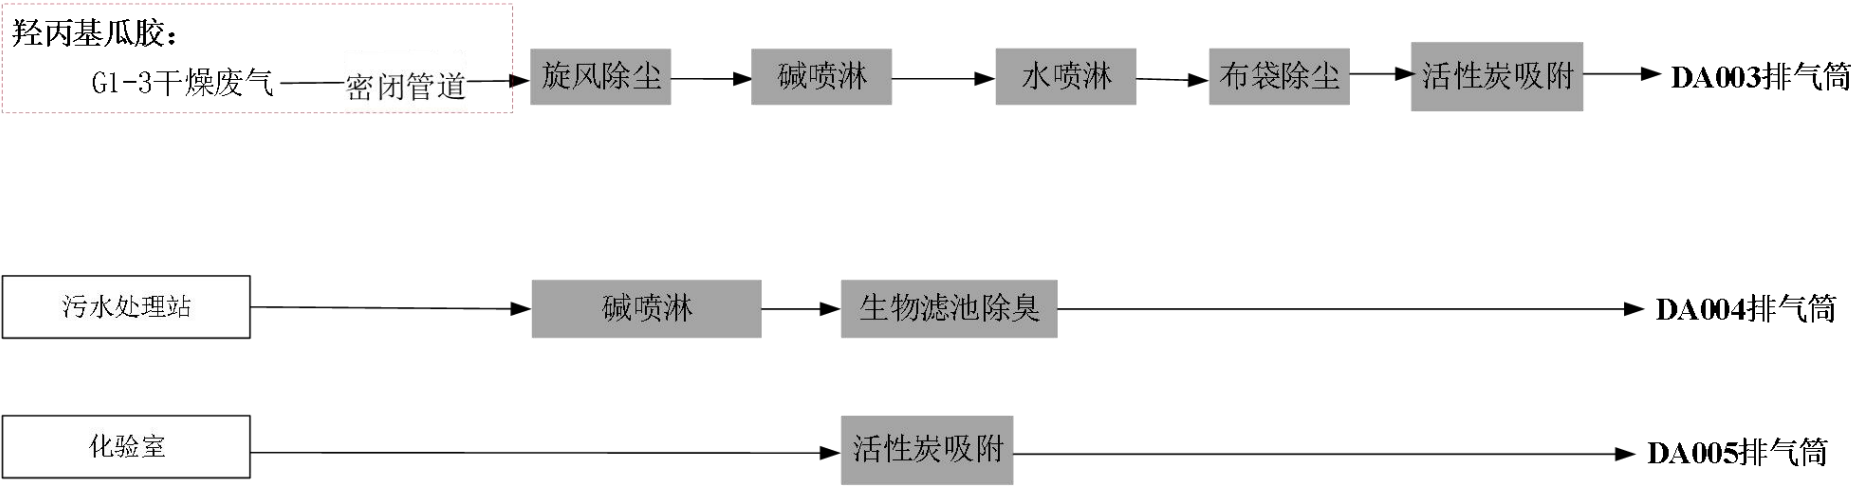 羟丙基瓜胶：
G1-3干燥废气 密闭管道 旋风除尘 碱喷淋 水喷淋 布袋除尘 活性炭吸附 DA003排气筒
污水处理站 碱喷淋 生物滤池除臭 DA004排气筒
化验室 活性炭吸附 DA005排气筒